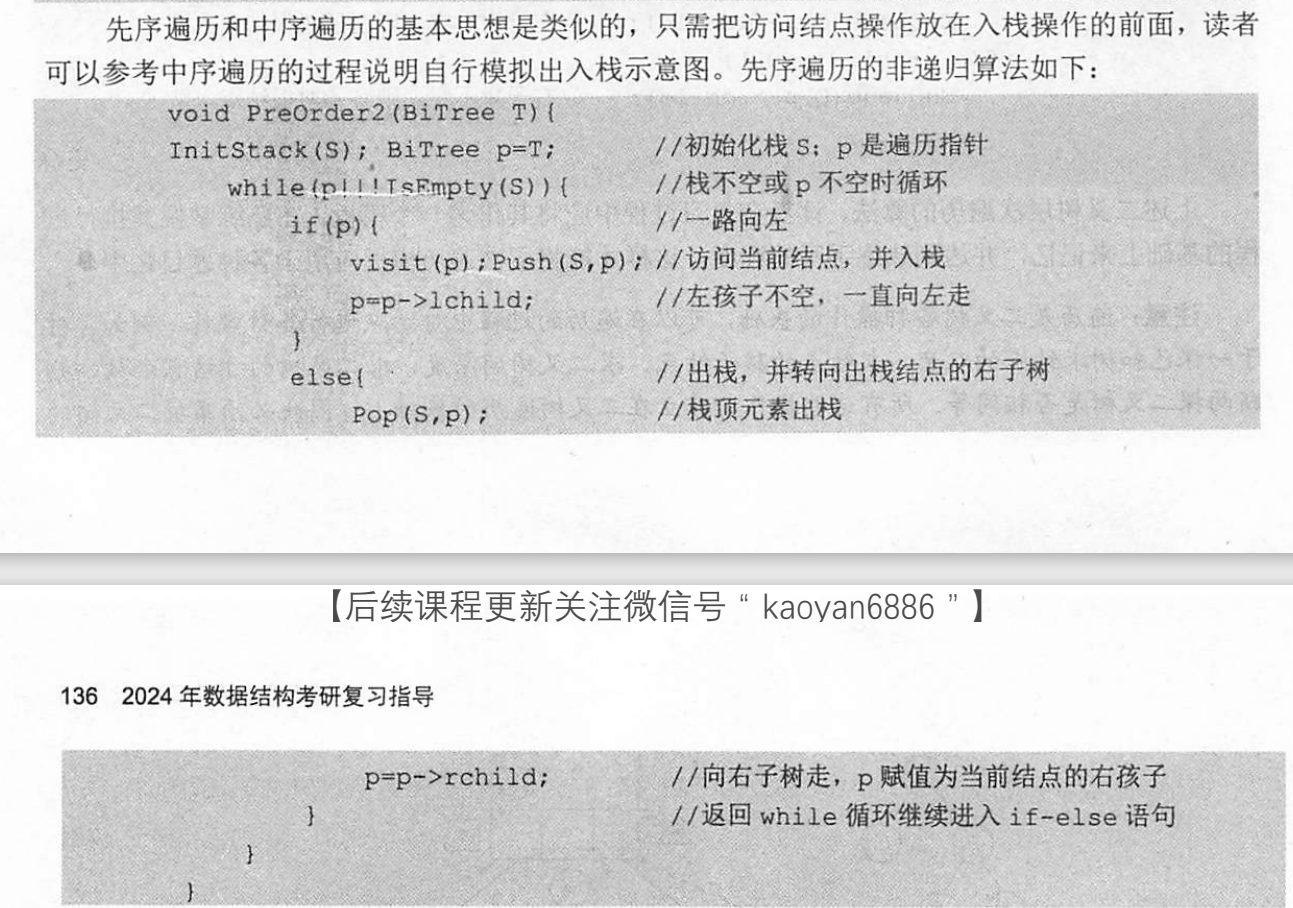 先序遍历和中序遍历的基本思想是类似的，只需把访问结点操作放在入栈操作的前面，读者
可以参考中序遍历的过程说明自行模拟出入栈示意图。先序遍历的非递归算法如下：
void PreOrder2(BiTree T){
InitStack(S); BiTree p=T; //初始化栈 S；p 是遍历指针
while(p||!IsEmpty(S)){ //栈不空或 p 不空时循环
if(p){ //一路向左
visit(p);Push(S,p); //访问当前结点，并入栈
p=p->lchild; //左孩子不空，一直向左走
}
else{ //出栈，并转向出栈结点的右子树
Pop(S,p); //栈顶元素出栈
【后续课程更新关注微信号“ kaoyan6886 ”】
136 2024 年数据结构考研复习指导
p=p->rchild; //向右子树走，p 赋值为当前结点的右孩子
} //返回 while 循环继续进入 if-else 语句
}
}